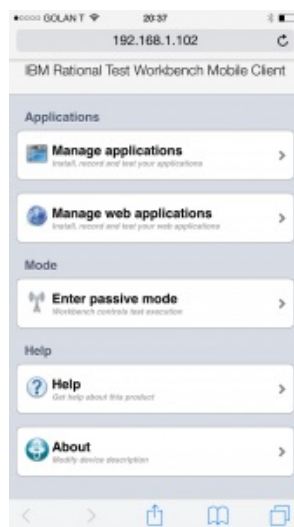 GOLAN T 20:37
192.168.1.102
IBM Rational Test Workbench Mobile Client
Applications
Manage applications
Install, record and test your applications
Manage web applications
Install, record and test your web applications
Mode
Enter passive mode
Workbench controls test execution
Help
Help
Get help about this product
About
Modify device description